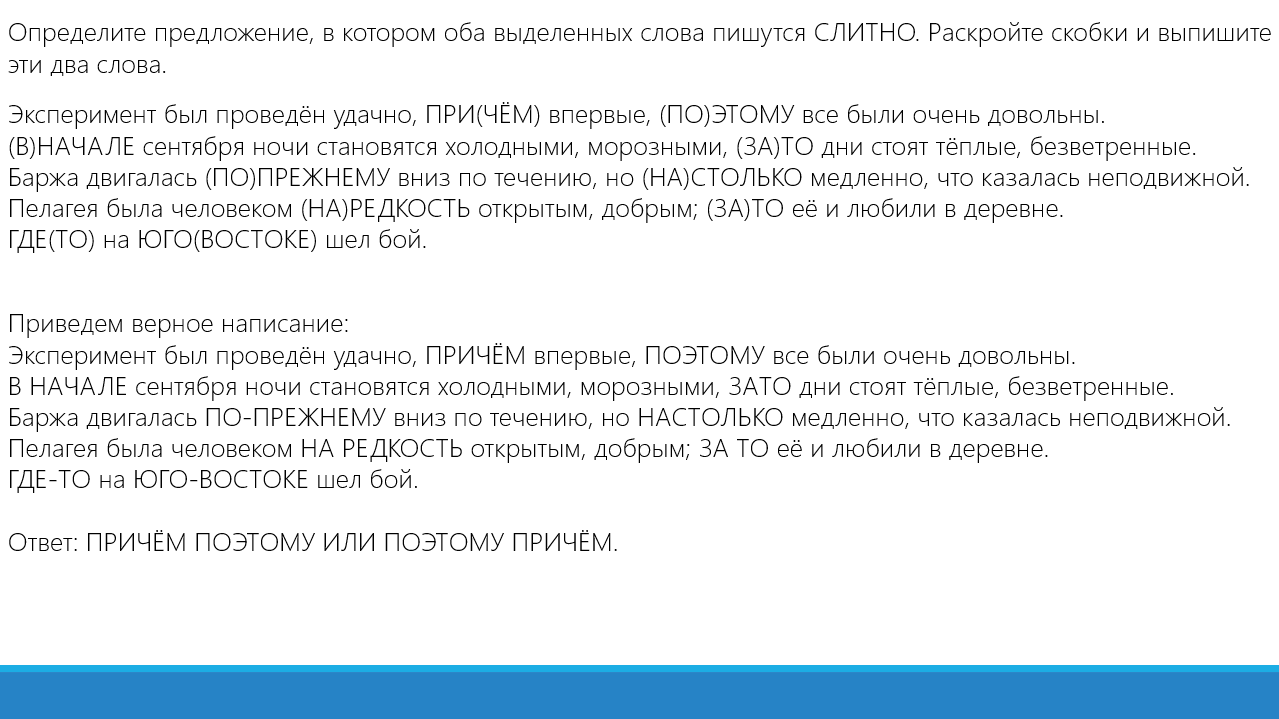 Определите предложение, в котором оба выделенных слова пишутся СЛИТНО. Раскройте скобки и выпишите
эти два слова.
Эксперимент был проведён удачно, ПРИ(ЧЁМ) впервые, (ПО)ЭТОМУ все были очень довольны.
(В)НАЧАЛЕ сентября ночи становятся холодными, морозными, (ЗА)ТО дни стоят тёплые, безветренные.
Баржа двигалась (ПО)ПРЕЖНЕМУ вниз по течению, но (НА)СТОЛЬКО медленно, что казалась неподвижной.
Пелагея была человеком (НА)РЕДКОСТЬ открытым, добрым; (ЗА)ТО её и любили в деревне.
ГДЕ(ТО) на ЮГО(ВОСТОКЕ) шел бой.
Приведем верное написание:
Эксперимент был проведён удачно, ПРИЧЁМ впервые, ПОЭТОМУ все были очень довольны.
В НАЧАЛЕ сентября ночи становятся холодными, морозными, ЗАТО дни стоят тёплые, безветренные.
Баржа двигалась ПО-ПРЕЖНЕМУ вниз по течению, но НАСТОЛЬКО медленно, что казалась неподвижной.
Пелагея была человеком НА РЕДКОСТЬ открытым, добрым; ЗА ТО её и любили в деревне.
ГДЕ-ТО на ЮГО-ВОСТОКЕ шел бой.
Ответ: ПРИЧЁМ ПОЭТОМУ ИЛИ ПОЭТОМУ ПРИЧЁМ.